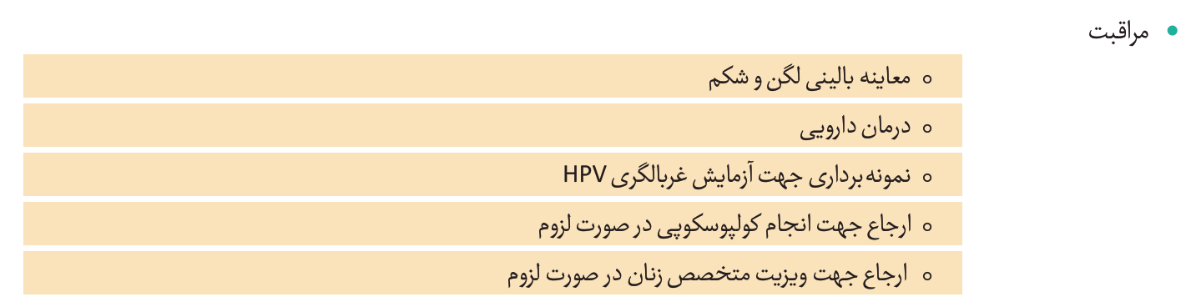 • مراقبت
○ معاینه بالینی لگن و شکم
○ درمان دارویی
○ نمونه‌برداری جهت آزمایش غربالگری HPV
○ ارجاع جهت انجام کولپوسکوپی در صورت لزوم
○ ارجاع جهت ویزیت متخصص زنان در صورت لزوم